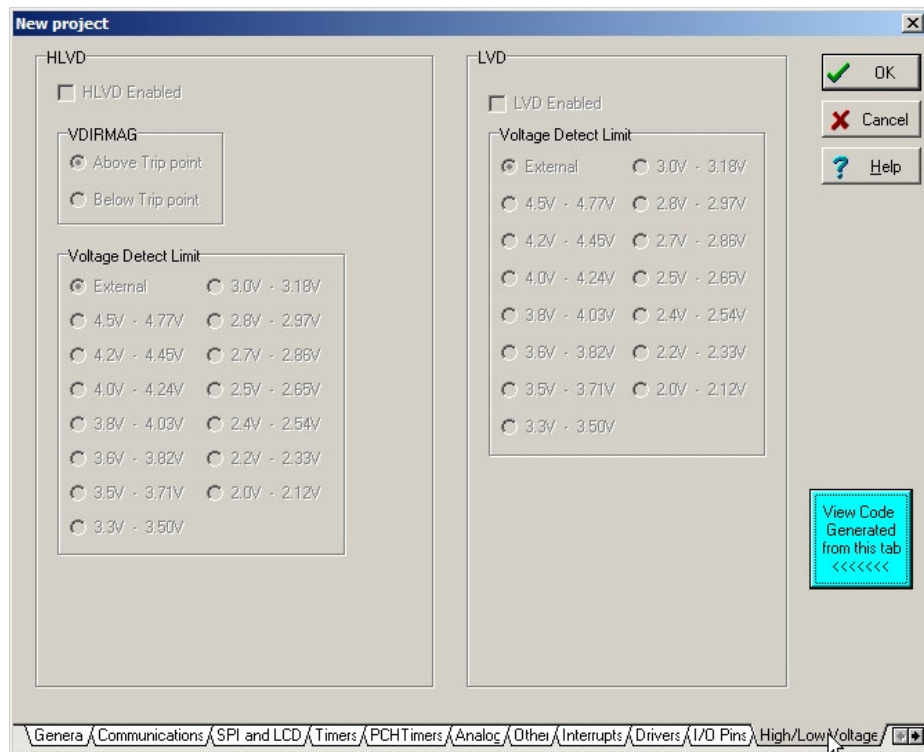 New project
HLVD
HLVD Enabled
VDIRMAG
Above Trip point
Below Trip point
Voltage Detect Limit
External 3.0V - 3.18V
4.5V - 4.77V 2.8V - 2.97V
4.2V - 4.45V 2.7V - 2.86V
4.0V - 4.24V 2.5V - 2.65V
3.8V - 4.03V 2.4V - 2.54V
3.6V - 3.82V 2.2V - 2.33V
3.5V - 3.71V 2.0V - 2.12V
3.3V - 3.50V
LVD
LVD Enabled
Voltage Detect Limit
External 3.0V - 3.18V
4.5V - 4.77V 2.8V - 2.97V
4.2V - 4.45V 2.7V - 2.86V
4.0V - 4.24V 2.5V - 2.65V
3.8V - 4.03V 2.4V - 2.54V
3.6V - 3.82V 2.2V - 2.33V
3.5V - 3.71V 2.0V - 2.12V
3.3V - 3.50V
OK
Cancel
? Help
View Code
Generated
from this tab
<<<<<<<
Genera Communications SPI and LCD Timers PCHTimers Analog Other Interrupts Drivers I/O Pins High/Low Voltage